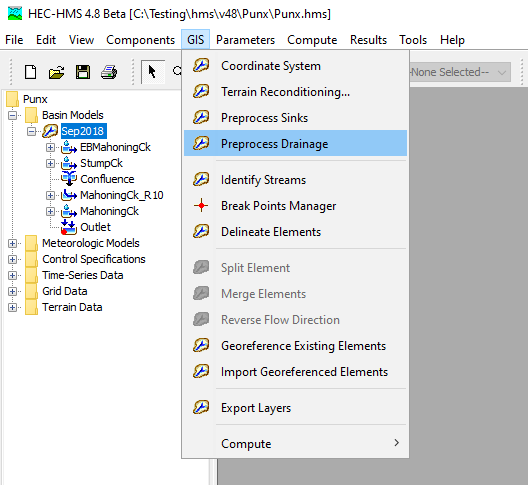 HEC-HMS 4.8 Beta [C:\Testing\hms\v48\Punx\Punx.hms]
File Edit View Components GIS Parameters Compute Results Tools Help
--None Selected--
Punx
Basin Models
Sep2018
EBMahoningCk
StumpCk
Confluence
MahoningCk_R10
MahoningCk
Outlet
Meteorologic Models
Control Specifications
Time-Series Data
Grid Data
Terrain Data
Coordinate System
Terrain Reconditioning...
Preprocess Sinks
Preprocess Drainage
Identify Streams
Break Points Manager
Delineate Elements
Split Element
Merge Elements
Reverse Flow Direction
Georeference Existing Elements
Import Georeferenced Elements
Export Layers
Compute